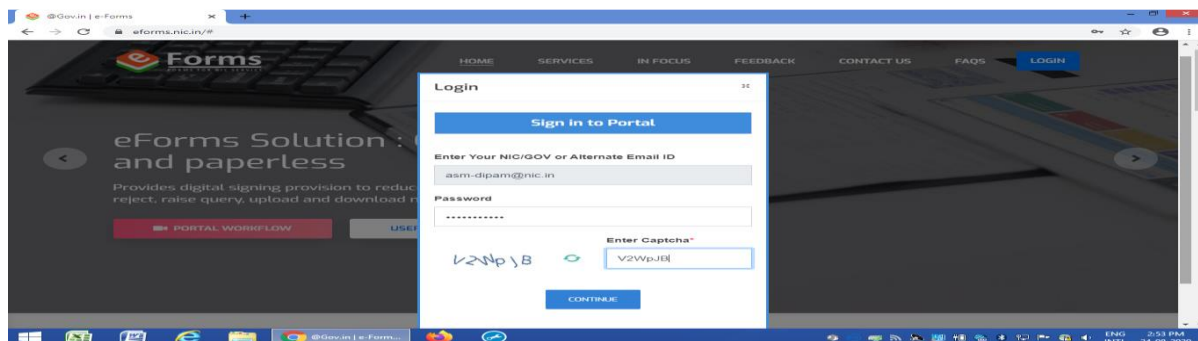 @Gov.in | e-Forms
eforms.nic.in/#
Forms
HOME SERVICES IN FOCUS FEEDBACK CONTACT US FAQS LOGIN
Login
Sign in to Portal
eForms Solution :
and paperless
Enter Your NIC/GOV or Alternate Email ID
asm-dipam@nic.in
Provides digital signing provision to reduc
reject, raise query, upload and download
Password
PORTAL WORKFLOW
USE
Enter Captcha*
V2WpJB
CONTINUE
@Gov.in | e-Form...
ENG 2:53 PM